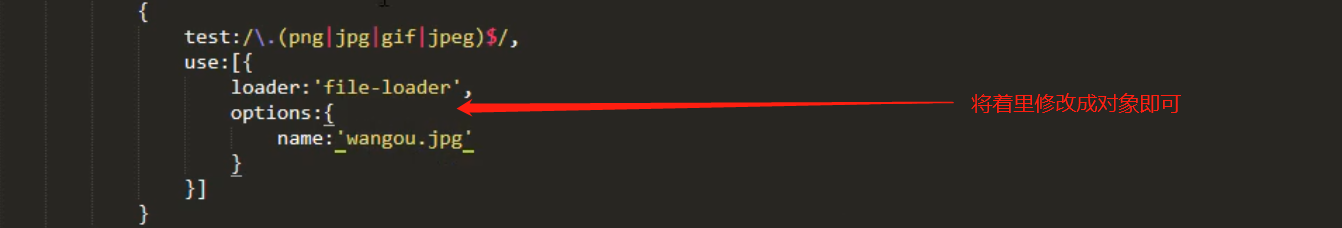 {
test:/\.(png|jpg|gif|jpeg)$/,
use:[{
loader:'file-loader',
options:{
将着里修改成对象即可
name:'wangou.jpg'
}
}]
}